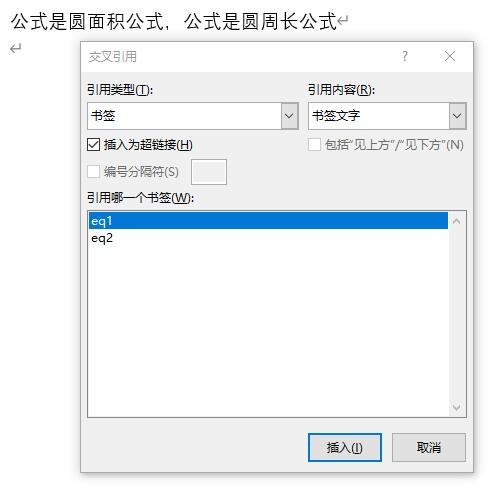 公式是圆面积公式，公式是圆周长公式↵
↵
交叉引用 ?
引用类型(T): 引用内容(R):
书签 书签文字
插入为超链接(H) 包括“见上方”/“见下方”(N)
编号分隔符(S)
引用哪一个书签(W):
eq1
eq2
插入(I) 取消